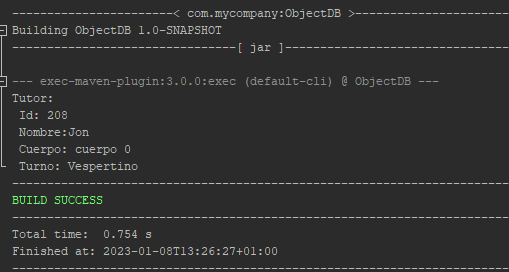 ------------------------< com.mycompany:ObjectDB >-----------------------
Building ObjectDB 1.0-SNAPSHOT
--------------------------------[ jar ]---------------------------------
--- exec-maven-plugin:3.0.0:exec (default-cli) @ ObjectDB ---
Tutor:
Id: 208
Nombre:Jon
Cuerpo: cuerpo 0
Turno: Vespertino
------------------------------------------------------------------------
BUILD SUCCESS
------------------------------------------------------------------------
Total time:  0.754 s
Finished at: 2023-01-08T13:26:27+01:00
------------------------------------------------------------------------